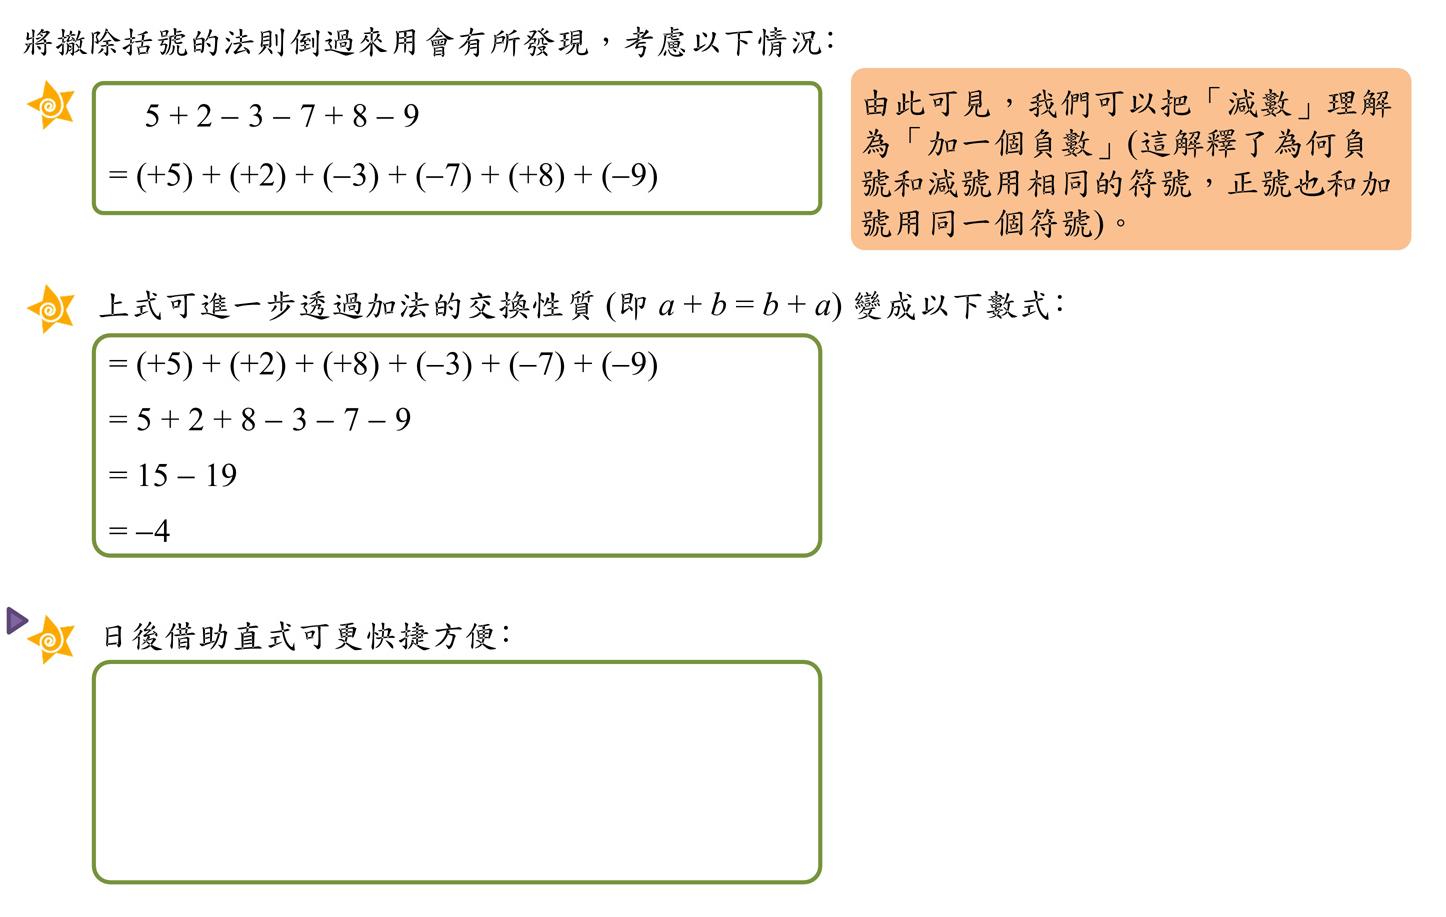 將撤除括號的法則倒過來用會有所發現，考慮以下情況：
5 + 2 – 3 – 7 + 8 – 9
= (+5) + (+2) + (–3) + (–7) + (+8) + (–9)
由此可見，我們可以把「減數」理解
為「加一個負數」(這解釋了為何負
號和減號用相同的符號，正號也和加
號用同一個符號)。
上式可進一步透過加法的交換性質 (即 a + b = b + a) 變成以下數式：
= (+5) + (+2) + (+8) + (–3) + (–7) + (–9)
= 5 + 2 + 8 – 3 – 7 – 9
= 15 – 19
= –4
日後借助直式可更快捷方便：